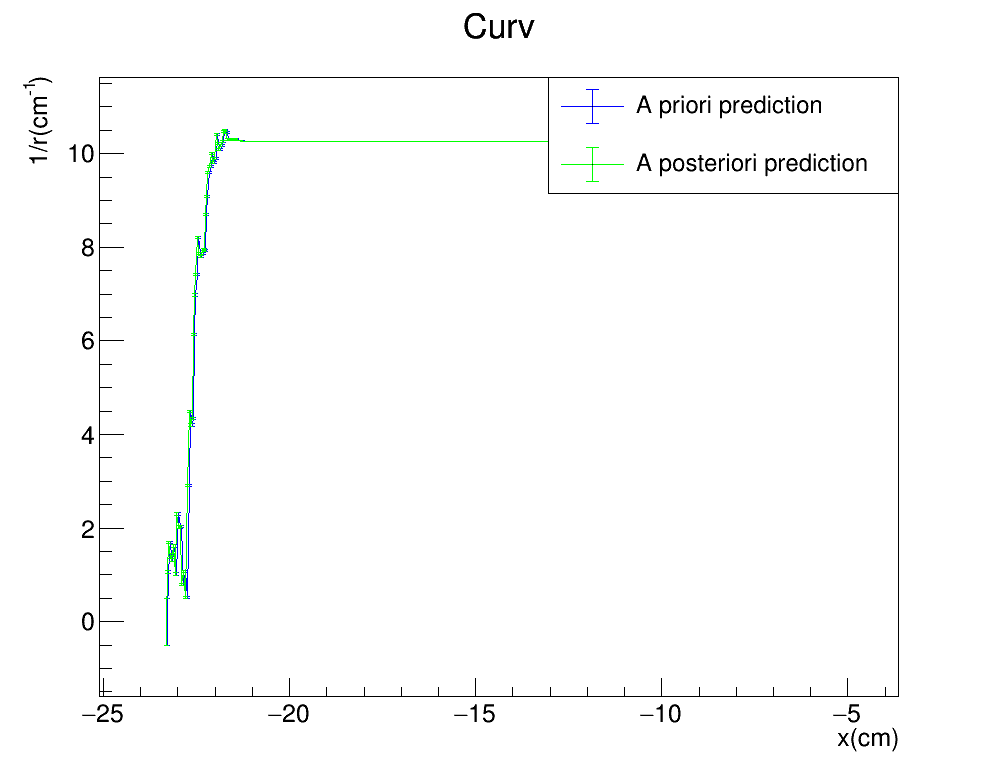 Curv
1/r(cm⁻¹)
A priori prediction
A posteriori prediction
10
8
6
4
2
0
−25 −20 −15 −10 −5
x(cm)